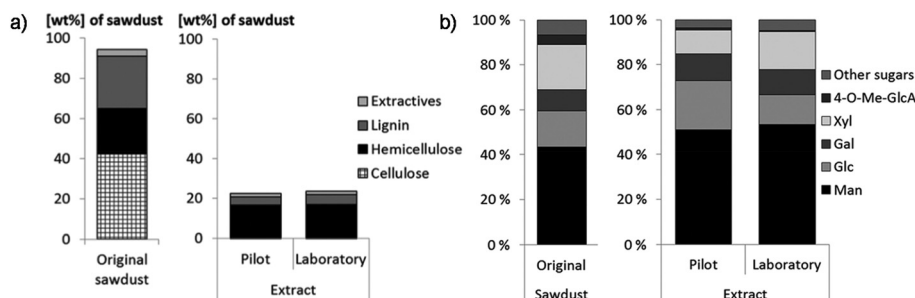 a)
[wt%] of sawdust
100
80
60
40
20
0
Original
sawdust
[wt%] of sawdust
100
80
60
40
20
0
Pilot
Laboratory
Extract
Extractives
Lignin
Hemicellulose
Cellulose
b)
100 %
80 %
60 %
40 %
20 %
0 %
Original
Sawdust
100 %
80 %
60 %
40 %
20 %
0 %
Pilot
Laboratory
Extract
Other sugars
4-O-Me-GlcA
Xyl
Gal
Glc
Man